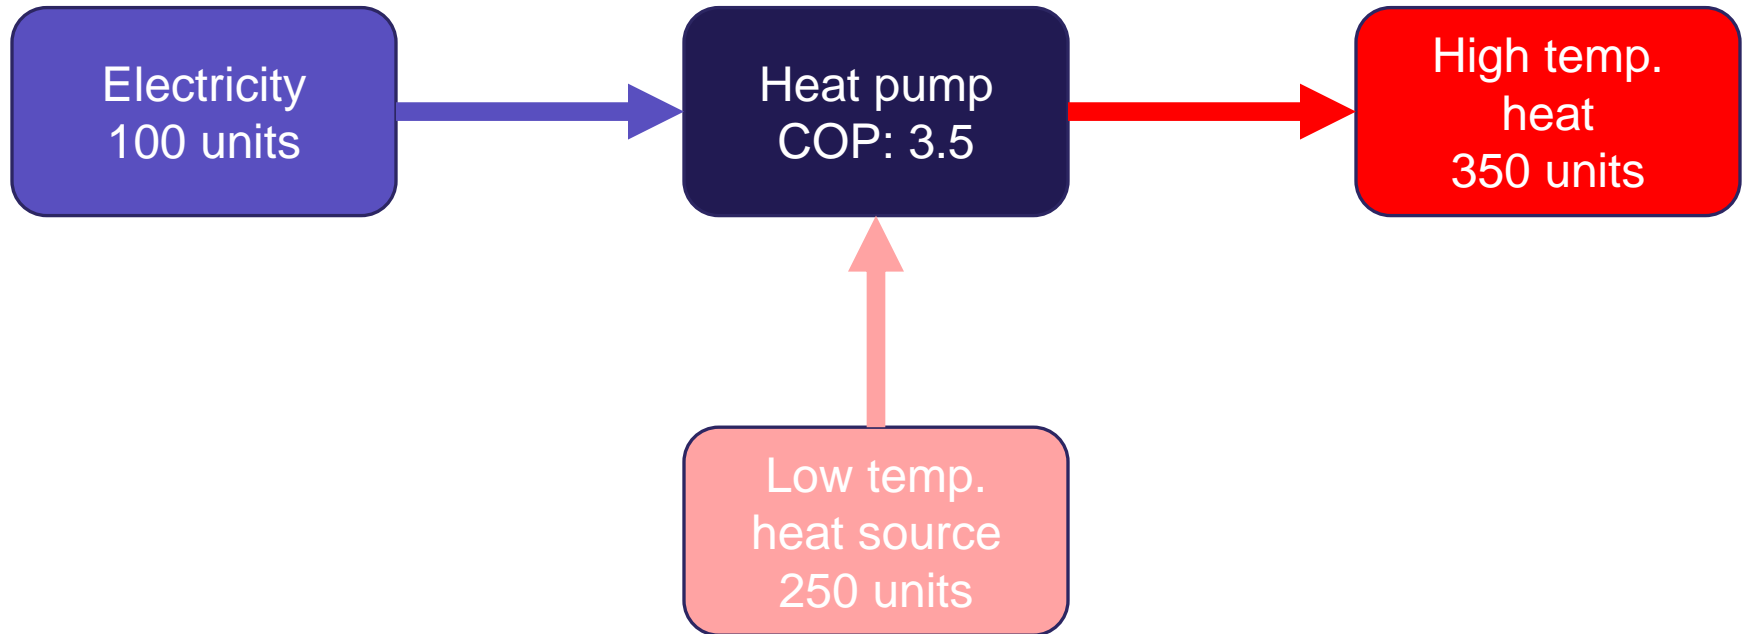 Electricity
100 units
Heat pump
COP: 3.5
High temp.
heat
350 units
Low temp.
heat source
250 units